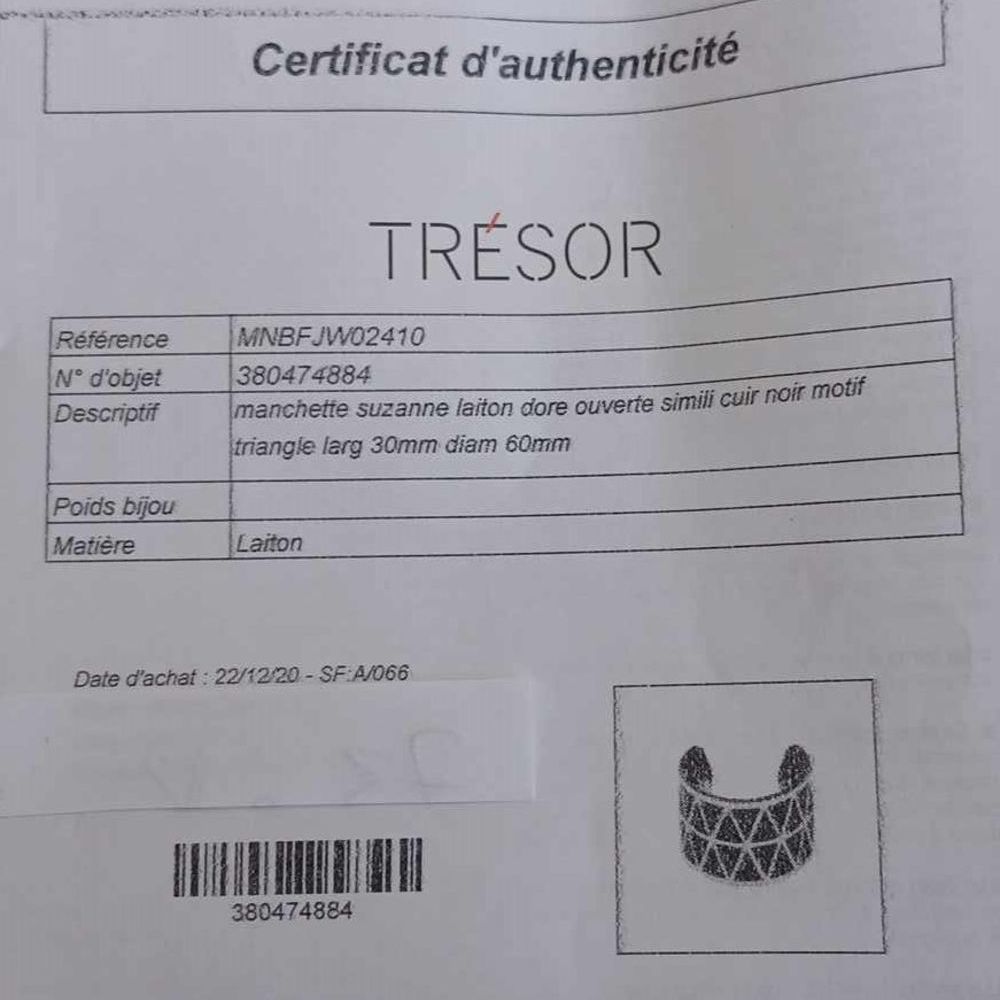 Certificat d'authenticité
TRÉSOR
Référence MNBFJW02410
N° d'objet 380474884
Descriptif manchette suzanne laiton dore ouverte simili cuir noir motif
triangle larg 30mm diam 60mm
Poids bijou
Matière Laiton
Date d'achat : 22/12/20 - SF:A/066
380474884